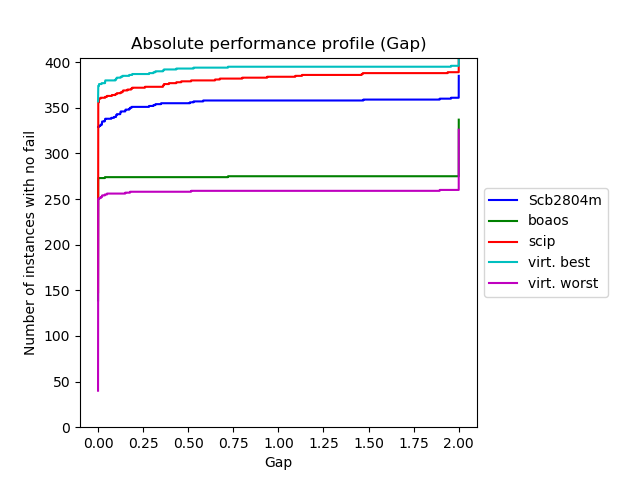 Absolute performance profile (Gap)
Number of instances with no fail
400
350
300
250
200
150
100
50
0
0.00 0.25 0.50 0.75 1.00 1.25 1.50 1.75 2.00
Gap
Scb2804m
boaos
scip
virt. best
virt. worst